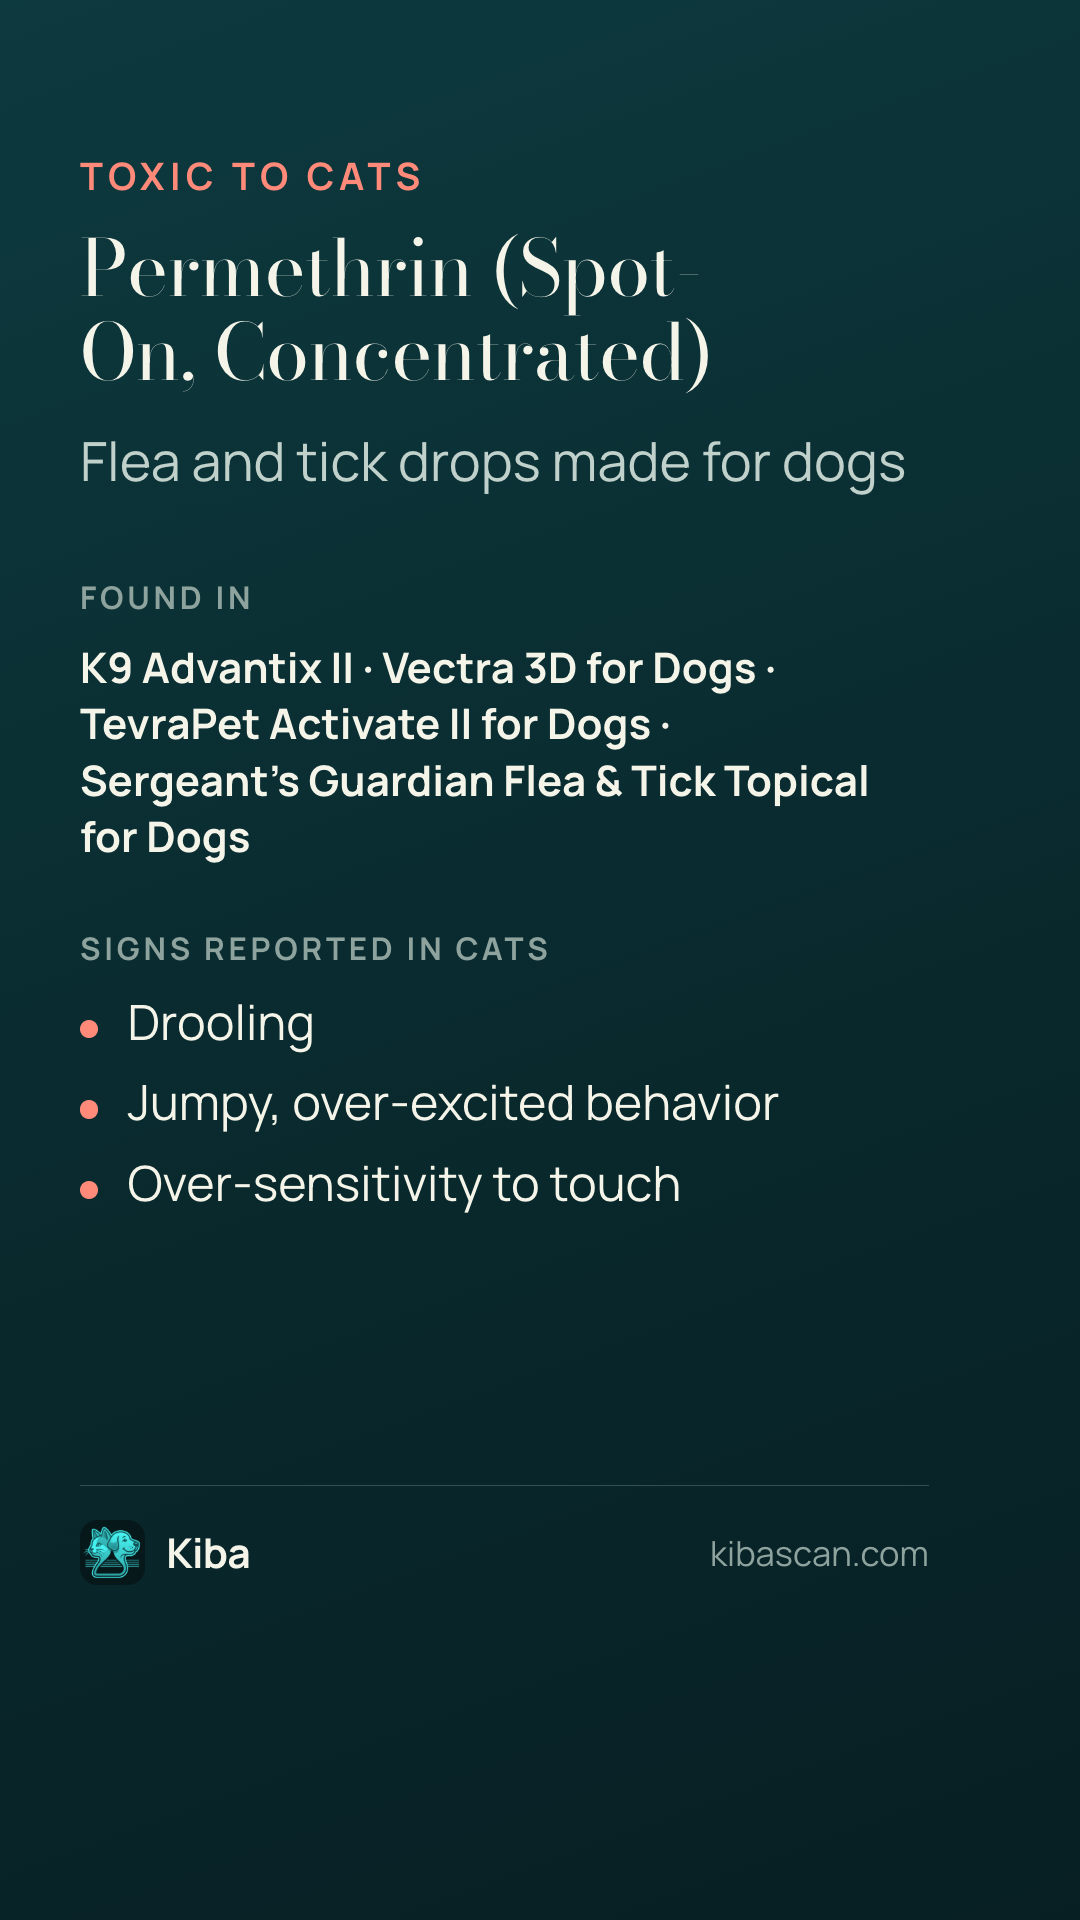 TOXIC TO CATS
Permethrin (Spot-
On, Concentrated)
Flea and tick drops made for dogs
FOUND IN
K9 Advantix II · Vectra 3D for Dogs ·
TevraPet Activate II for Dogs ·
Sergeant’s Guardian Flea & Tick Topical
for Dogs
SIGNS REPORTED IN CATS
Drooling
Jumpy, over-excited behavior
Over-sensitivity to touch
Kiba
kibascan.com